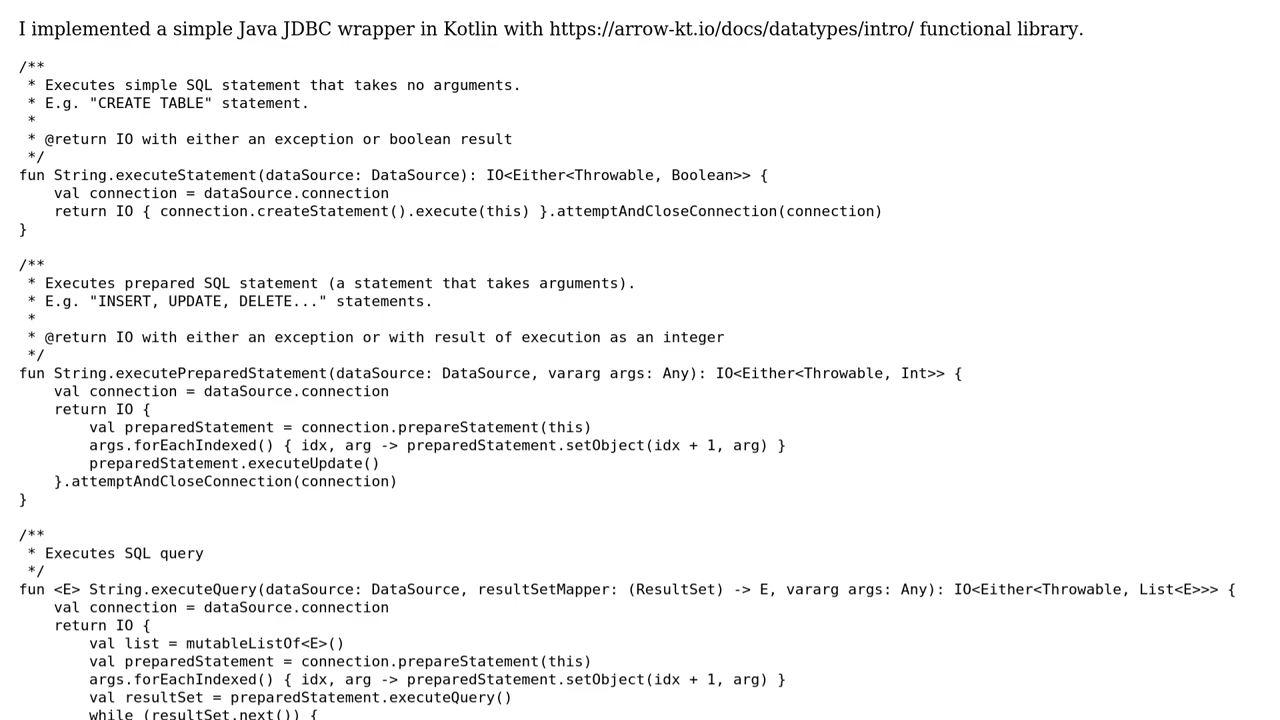 I implemented a simple Java JDBC wrapper in Kotlin with https://arrow-kt.io/docs/datatypes/intro/ functional library.
/**
 * Executes simple SQL statement that takes no arguments.
 * E.g. "CREATE TABLE" statement.
 *
 * @return IO with either an exception or boolean result
 */
fun String.executeStatement(dataSource: DataSource): IO<Either<Throwable, Boolean>> {
    val connection = dataSource.connection
    return IO { connection.createStatement().execute(this) }.attemptAndCloseConnection(connection)
}

/**
 * Executes prepared SQL statement (a statement that takes arguments).
 * E.g. "INSERT, UPDATE, DELETE..." statements.
 *
 * @return IO with either an exception or with result of execution as an integer
 */
fun String.executePreparedStatement(dataSource: DataSource, vararg args: Any): IO<Either<Throwable, Int>> {
    val connection = dataSource.connection
    return IO {
        val preparedStatement = connection.prepareStatement(this)
        args.forEachIndexed() { idx, arg -> preparedStatement.setObject(idx + 1, arg) }
        preparedStatement.executeUpdate()
    }.attemptAndCloseConnection(connection)
}

/**
 * Executes SQL query
 */
fun <E> String.executeQuery(dataSource: DataSource, resultSetMapper: (ResultSet) -> E, vararg args: Any): IO<Either<Throwable, List<E>>> {
    val connection = dataSource.connection
    return IO {
        val list = mutableListOf<E>()
        val preparedStatement = connection.prepareStatement(this)
        args.forEachIndexed() { idx, arg -> preparedStatement.setObject(idx + 1, arg) }
        val resultSet = preparedStatement.executeQuery()
        while (resultSet.next()) {